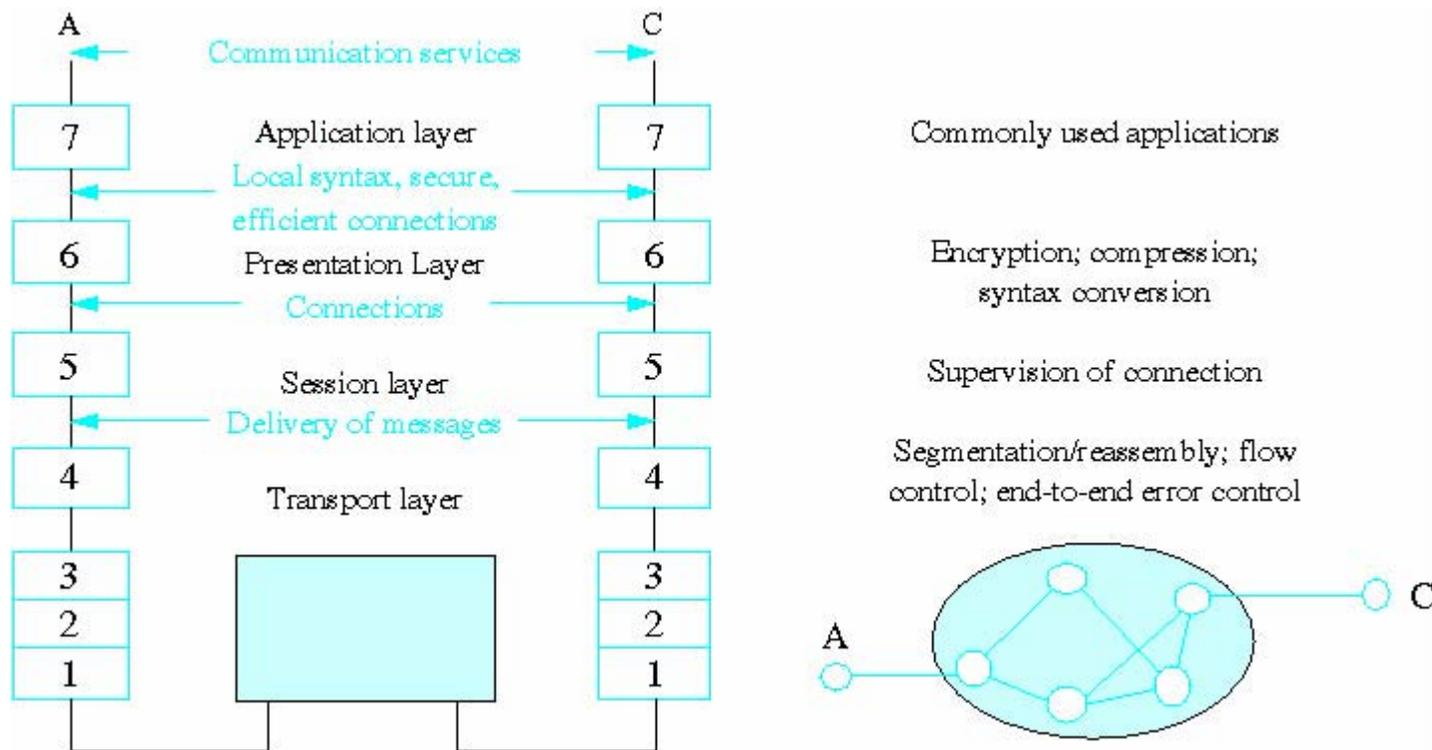 A
C
Communication services
7
Application layer
7
Commonly used applications
Local syntax, secure,
efficient connections
6
Presentation Layer
6
Encryption; compression;
syntax conversion
Connections
5
Session layer
5
Supervision of connection
Delivery of messages
4
Transport layer
4
Segmentation/reassembly; flow
control; end-to-end error control
3
3
2
2
1
1
A
C